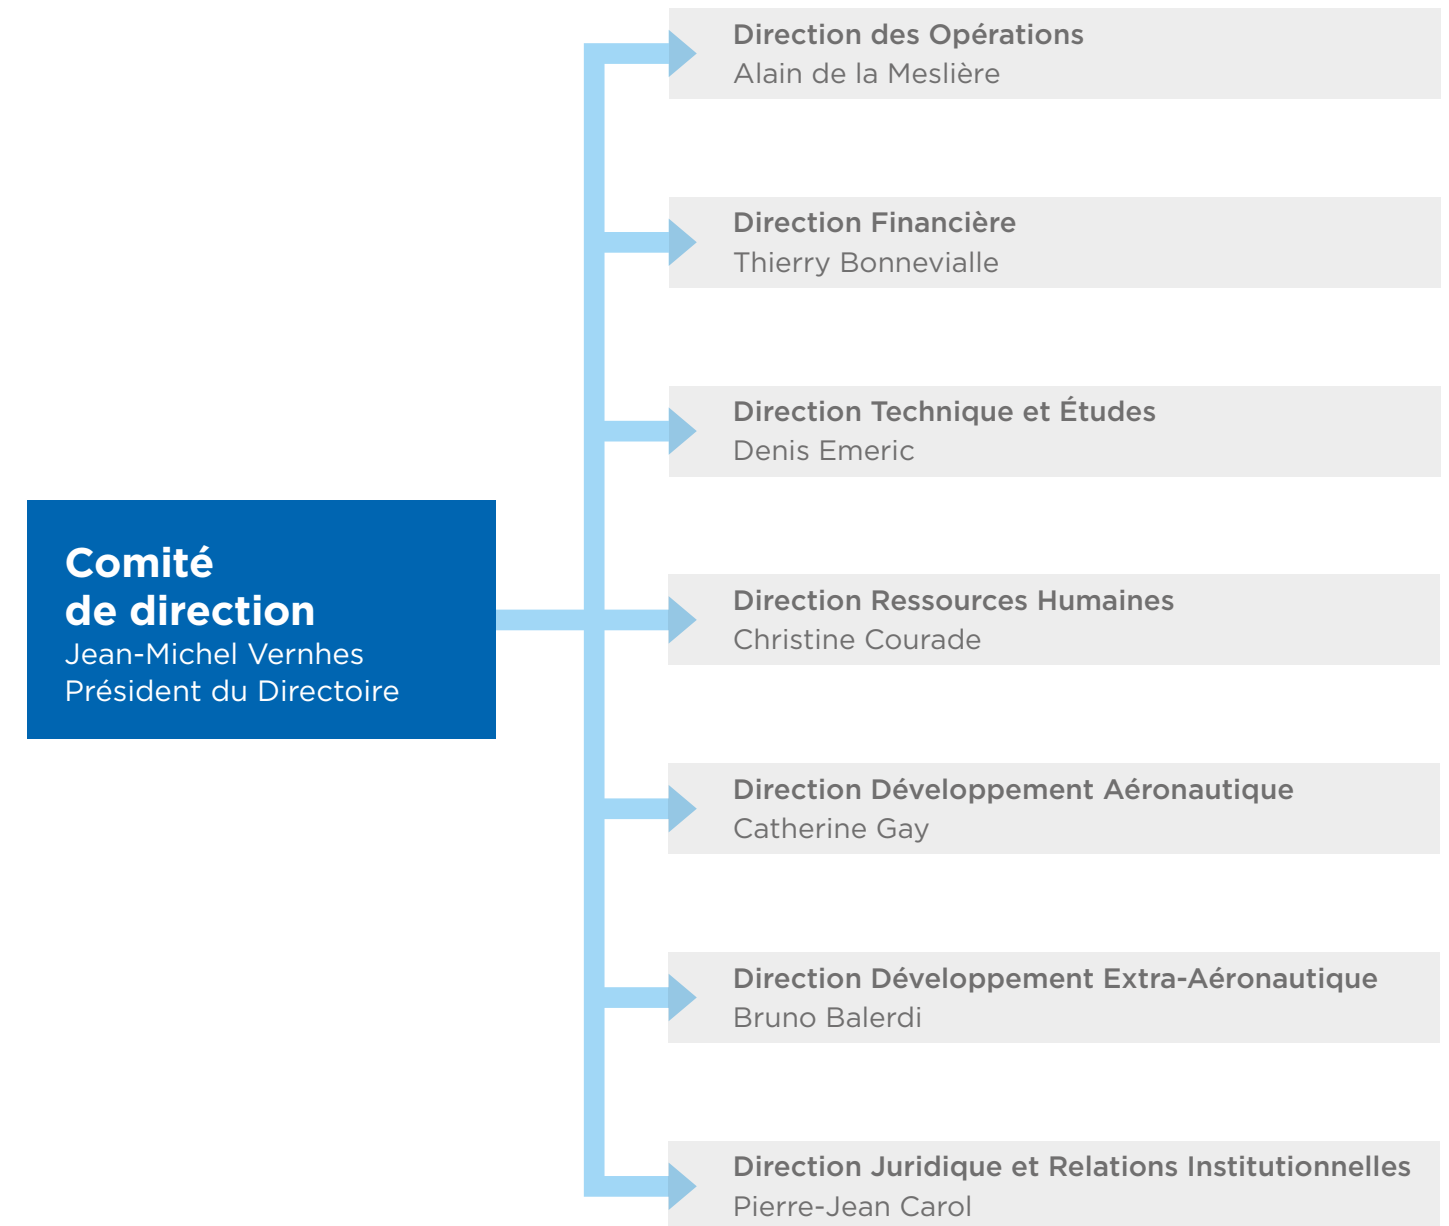 Direction des Opérations
Alain de la Meslière
Direction Financière
Thierry Bonnevialle
Direction Technique et Études
Denis Emeric
Comité
de direction
Jean-Michel Vernhes
Président du Directoire
Direction Ressources Humaines
Christine Courade
Direction Développement Aéronautique
Catherine Gay
Direction Développement Extra-Aéronautique
Bruno Balerdi
Direction Juridique et Relations Institutionnelles
Pierre-Jean Carol